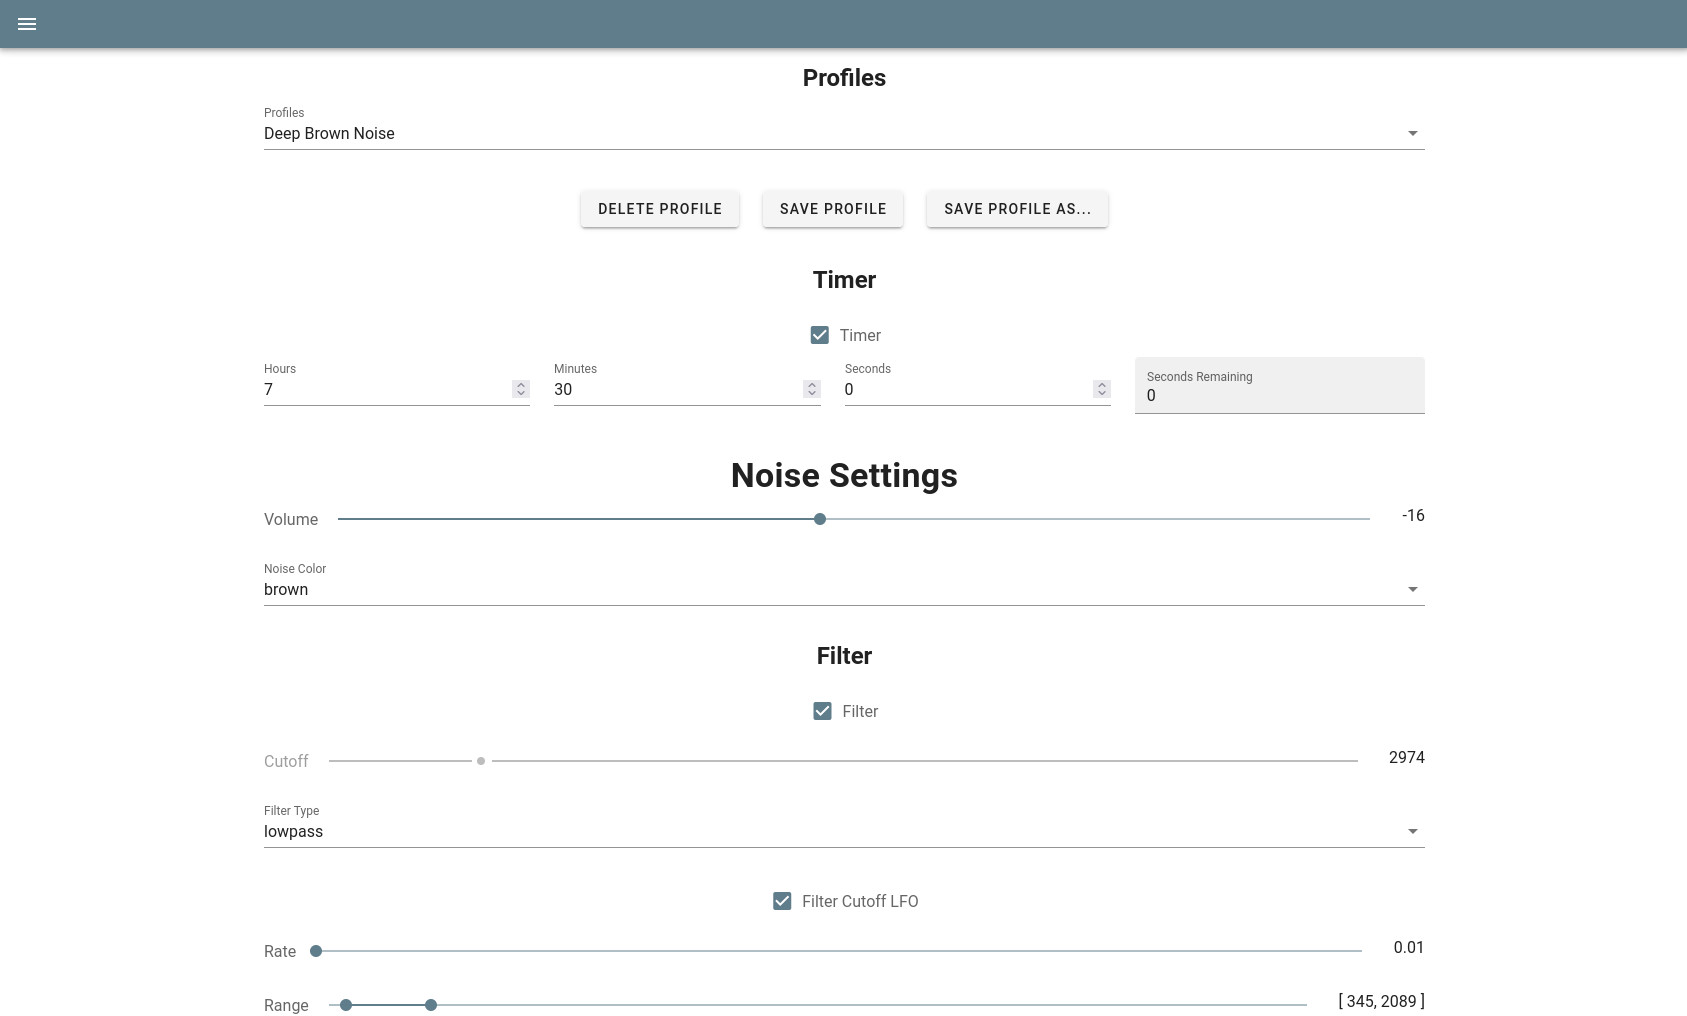 Profiles
Profiles
Deep Brown Noise
DELETE PROFILE SAVE PROFILE SAVE PROFILE AS...
Timer
Timer
Hours Minutes Seconds Seconds Remaining
7 30 0 0
Noise Settings
Volume -16
Noise Color
brown
Filter
Filter
Cutoff 2974
Filter Type
lowpass
Filter Cutoff LFO
Rate 0.01
Range [ 345, 2089 ]